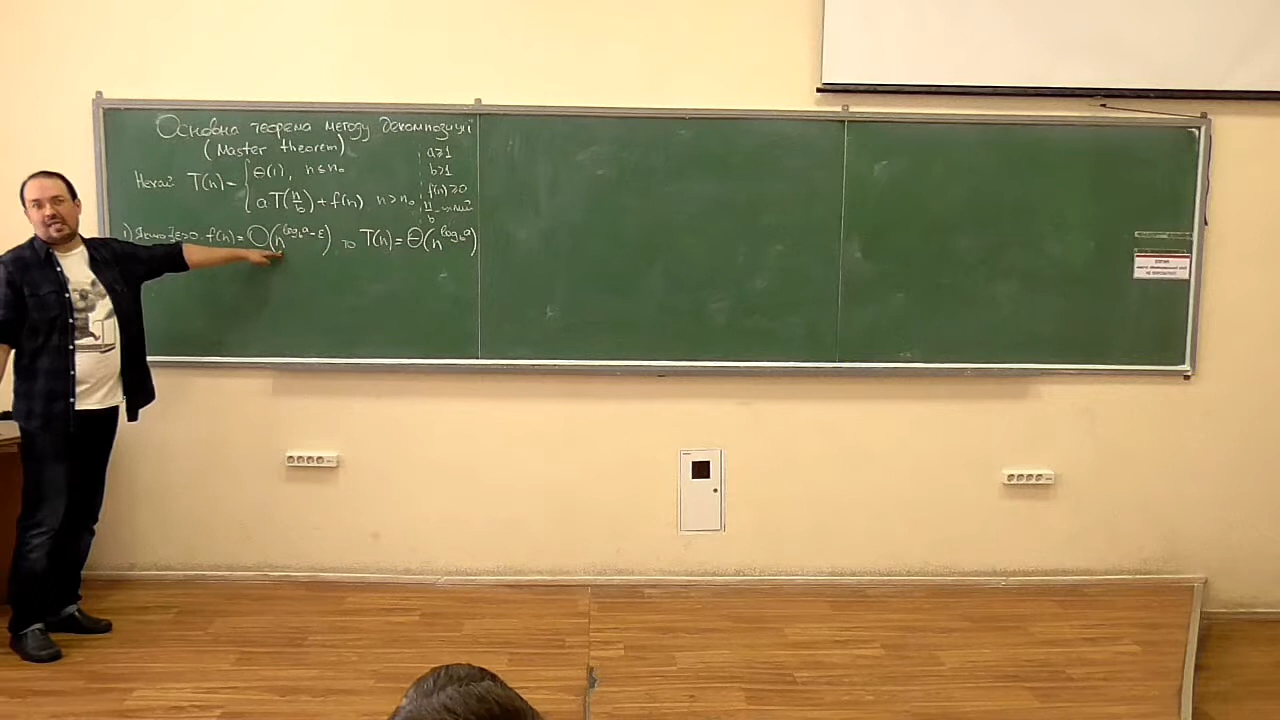 Основна теорема методу декомпозиції
(Master theorem)
Нехай T(n) = { Θ(1), n ≤ n₀
aT(n/b) + f(n) n > n₀
a ≥ 1
b > 1
f(n) ≥ 0
n/b - цілий
1) Якщо ∃ε>0 f(n) = O(n^(log_b a - ε)) то T(n) = Θ(n^(log_b a))